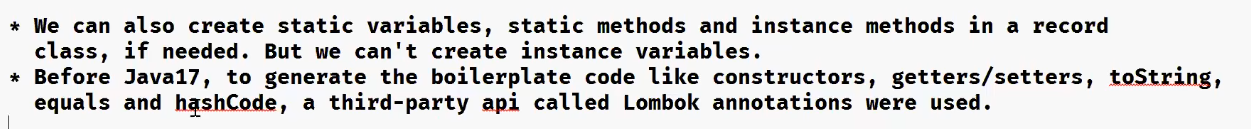 * We can also create static variables, static methods and instance methods in a record
class, if needed. But we can't create instance variables.
* Before Java17, to generate the boilerplate code like constructors, getters/setters, toString,
equals and hashCode, a third-party api called Lombok annotations were used.